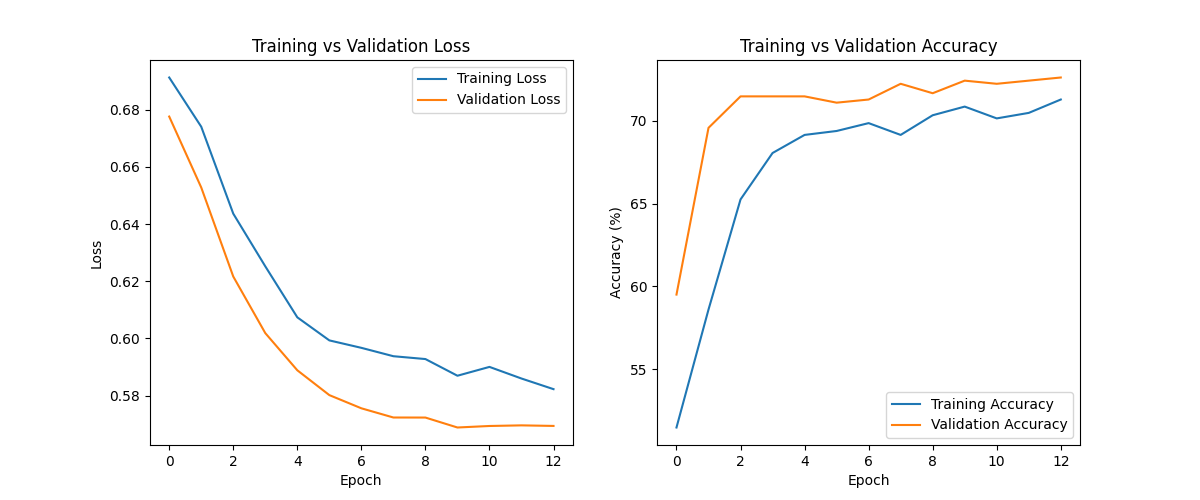 Training vs Validation Loss
Training Loss
Validation Loss
0.68
0.66
0.64
0.62
0.60
0.58
Loss
0 2 4 6 8 10 12
Epoch
Training vs Validation Accuracy
70
65
60
55
Accuracy (%)
Training Accuracy
Validation Accuracy
0 2 4 6 8 10 12
Epoch